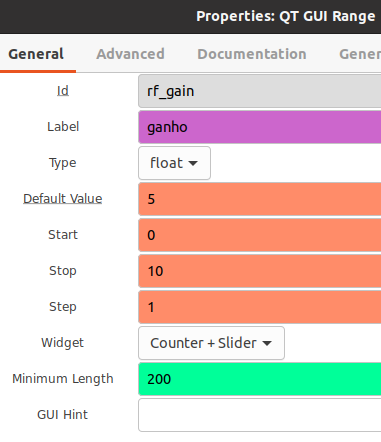 Properties: QT GUI Range
General Advanced Documentation Gener
Id rf_gain
Label ganho
Type float
Default Value 5
Start 0
Stop 10
Step 1
Widget Counter + Slider
Minimum Length 200
GUI Hint